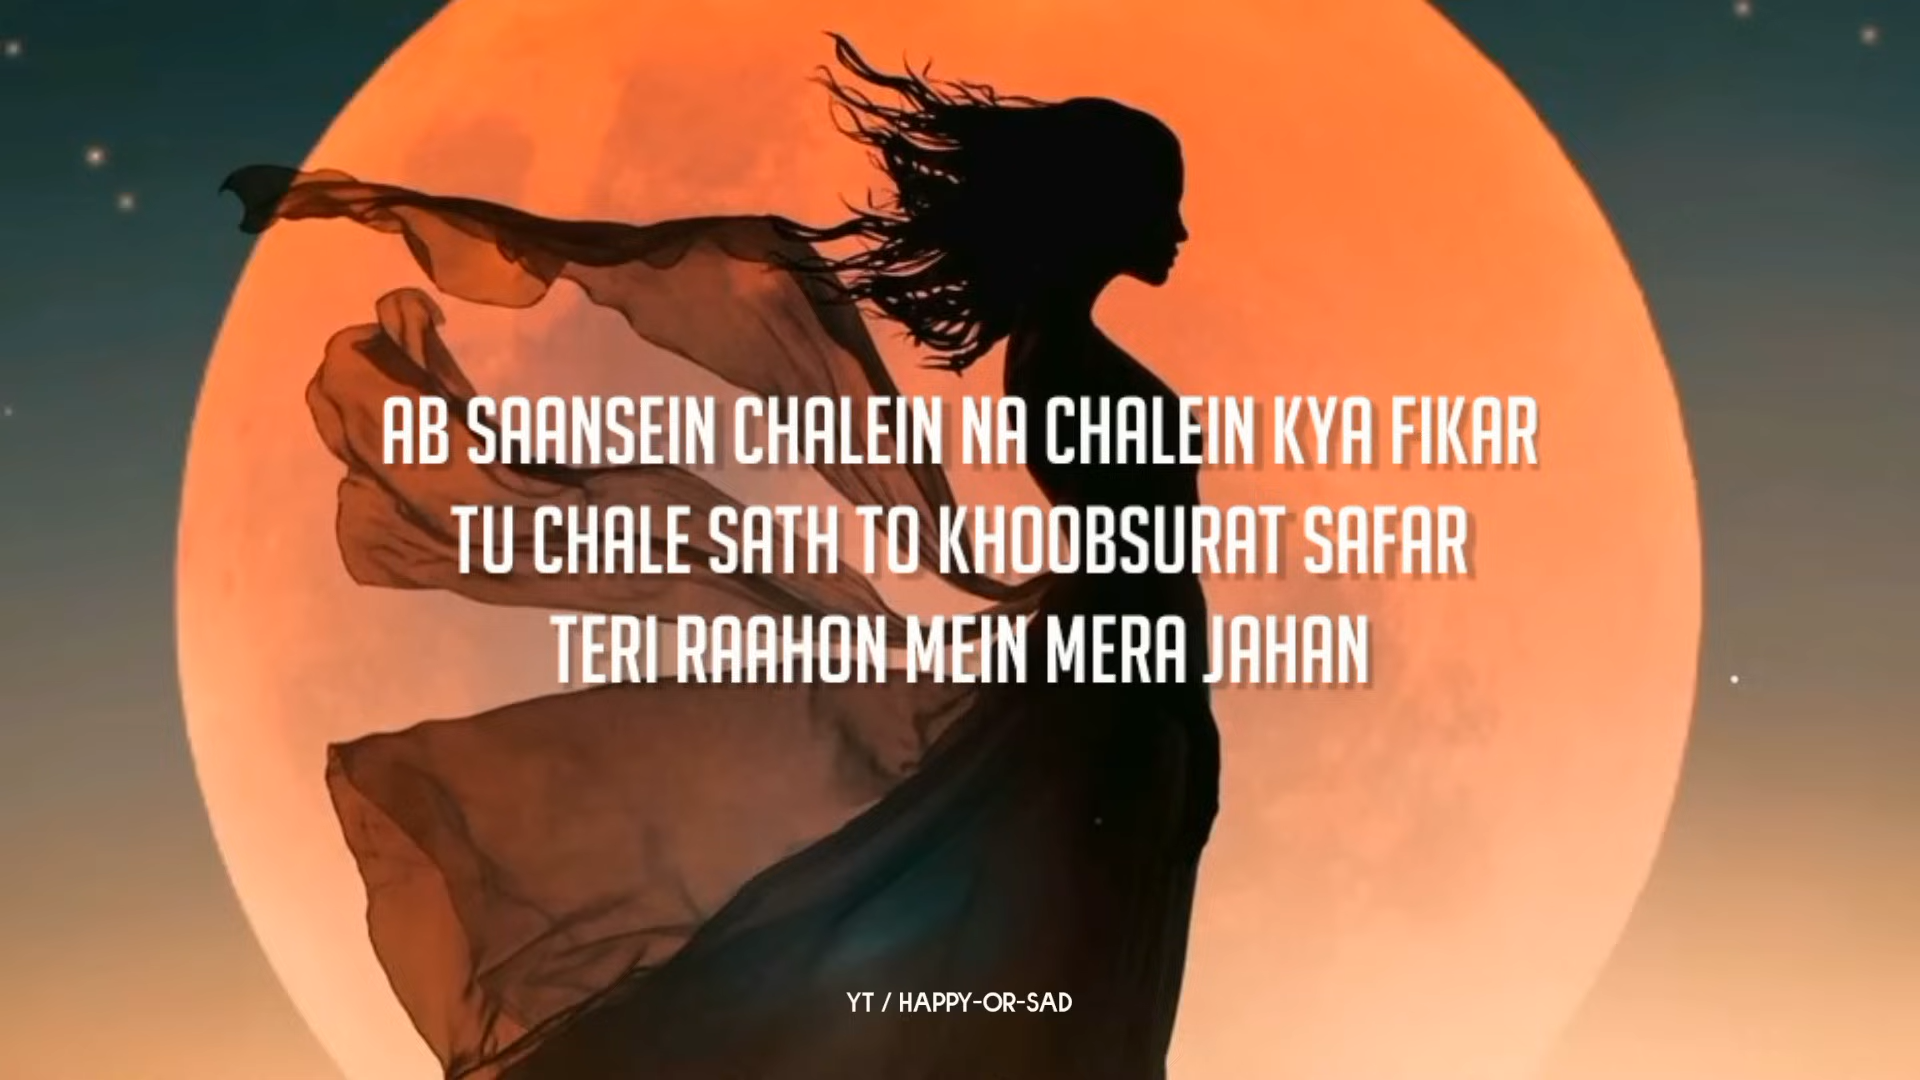 AB SAANSEIN CHALEIN NA CHALEIN KYA FIKAR
TU CHALE SATH TO KHOOBSURAT SAFAR
TERI RAAHON MEIN MERA JAHAN
YT / HAPPY-OR-SAD